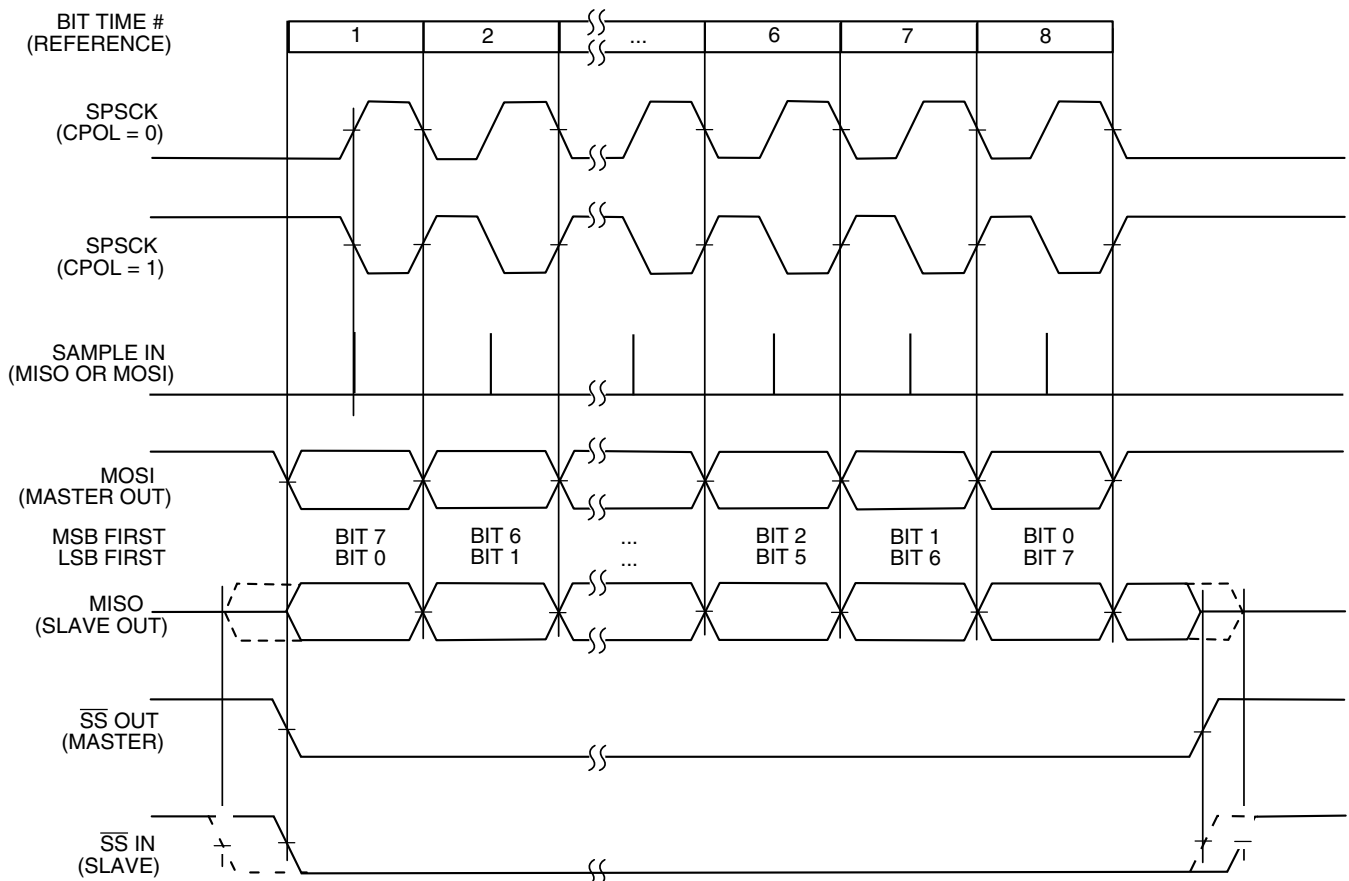 BIT TIME #
(REFERENCE)
1 2 ... 6 7 8
SPSCK
(CPOL = 0)
SPSCK
(CPOL = 1)
SAMPLE IN
(MISO OR MOSI)
MOSI
(MASTER OUT)
MSB FIRST BIT 7 BIT 6 ... BIT 2 BIT 1 BIT 0
LSB FIRST BIT 0 BIT 1 ... BIT 5 BIT 6 BIT 7
MISO
(SLAVE OUT)
S̅S̅ OUT
(MASTER)
S̅S̅ IN
(SLAVE)